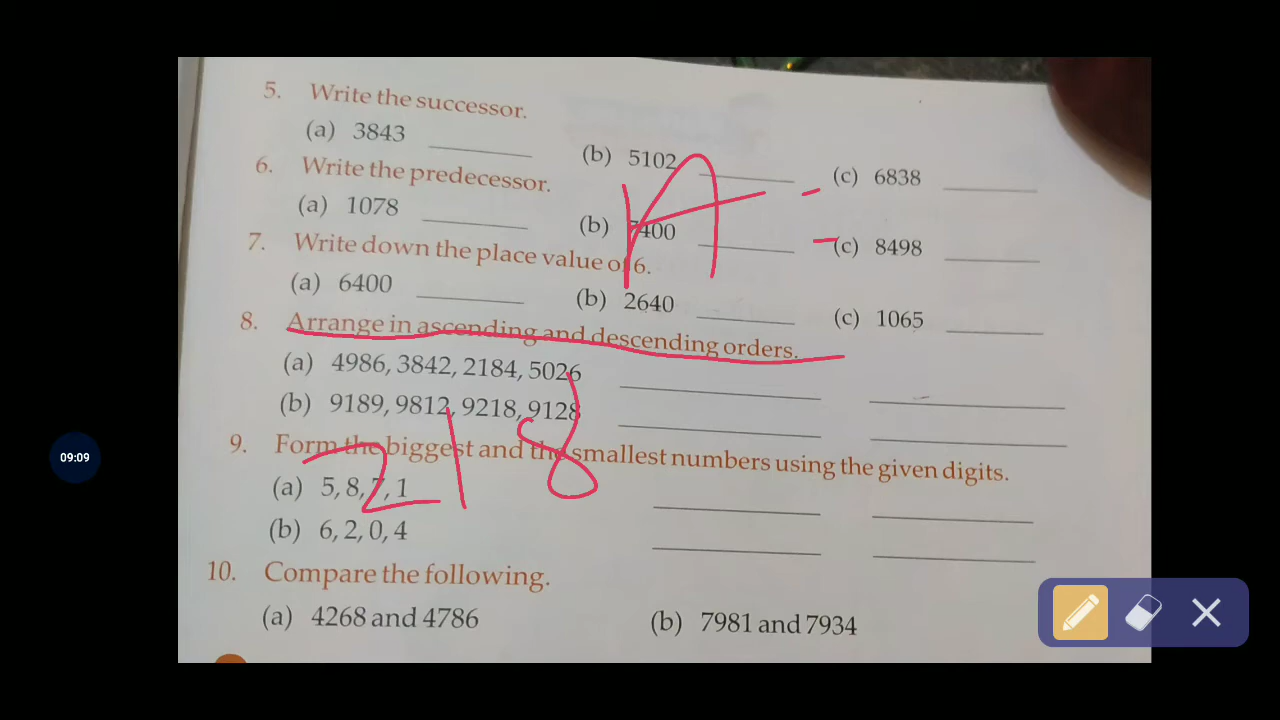 5. Write the successor.
(a) 3843 (b) 5102 (c) 6838
6. Write the predecessor.
(a) 1078 (b) 7400 (c) 8498
7. Write down the place value of 6.
(a) 6400 (b) 2640 (c) 1065
8. Arrange in ascending and descending orders.
(a) 4986, 3842, 2184, 5026
(b) 9189, 9812, 9218, 9128
218
9. Form the biggest and the smallest numbers using the given digits.
(a) 5, 8, 7, 1
(b) 6, 2, 0, 4
10. Compare the following.
(a) 4268 and 4786 (b) 7981 and 7934
09:09